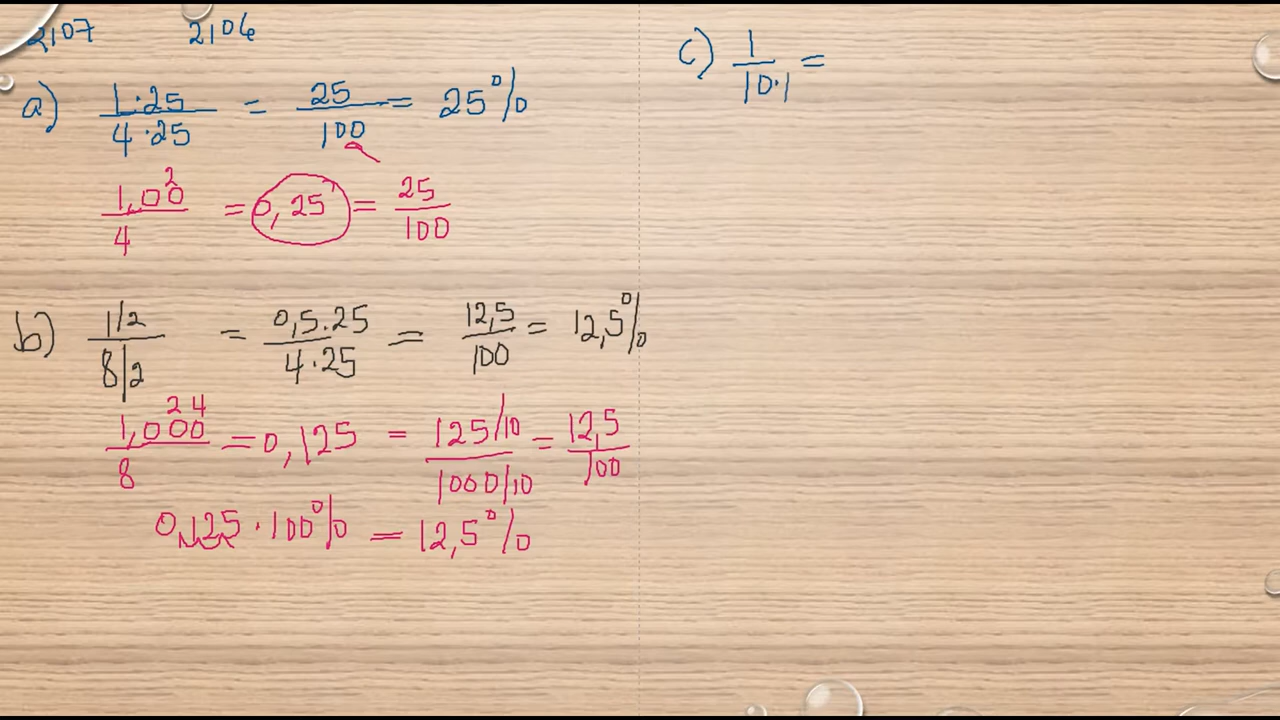 2107 2106
a) 1·25/4·25 = 25/100 = 25%
1,00²/4 = 0,25 = 25/100
b) 1/2/8/2 = 0,5·25/4·25 = 12,5/100 = 12,5%
1,000²⁴/8 = 0,125 = 125/10/1000/10 = 12,5/100
0,125 · 100% = 12,5%
c) 1/10·1 =